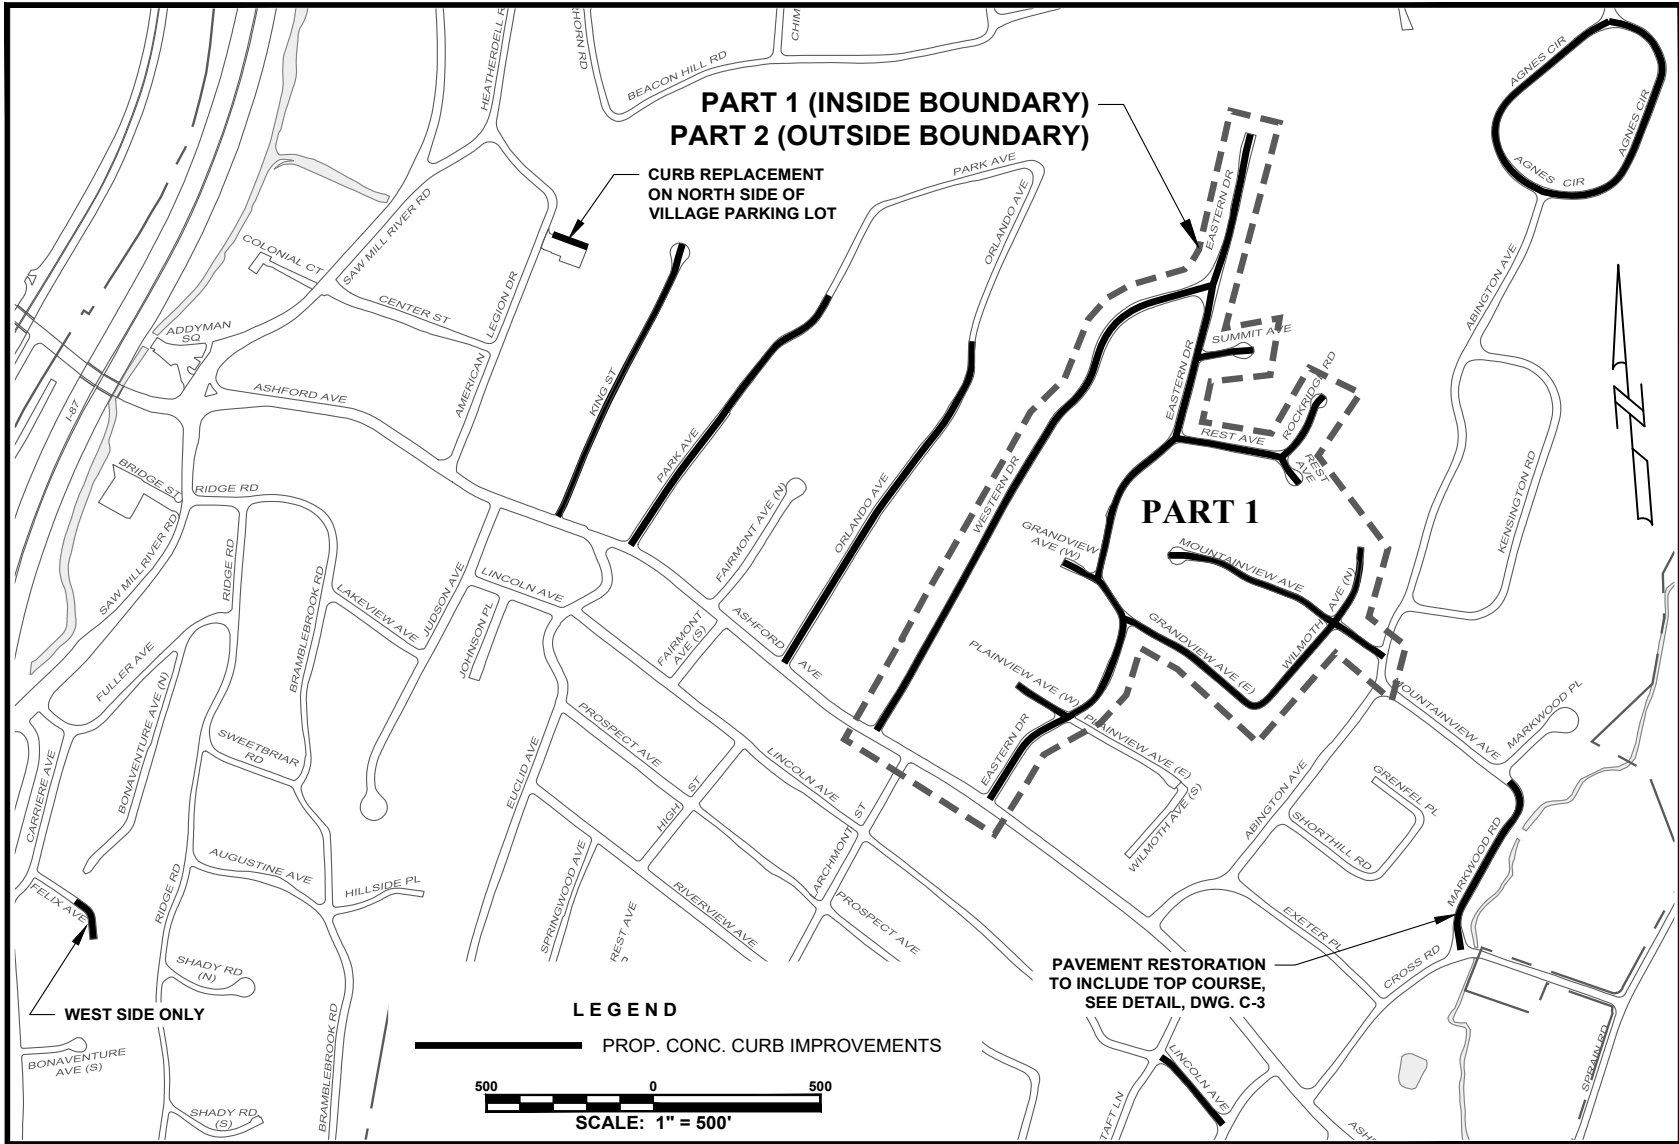 HEATHERDELL R
HORN RD
CHIM
BEACON HILL RD
PART 1 (INSIDE BOUNDARY)
PART 2 (OUTSIDE BOUNDARY)
CURB REPLACEMENT
ON NORTH SIDE OF
VILLAGE PARKING LOT
PARK AVE
ORLANDO AVE
EASTERN DR
AGNES CIR
AGNES CIR
AGNES CIR
SAW MILL RIVER RD
COLONIAL CT
CENTER ST
LEGION DR
AMERICAN
ADDYMAN
SQ
ASHFORD AVE
I-87
KING ST
PARK AVE
ORLANDO AVE
WESTERN DR
EASTERN DR
SUMMIT AVE
ROCKRIDGE RD
REST AVE
REST
AVE
ABINGTON AVE
KENSINGTON RD
N
PART 1
BRIDGE ST
RIDGE RD
SAW MILL RIVER RD
RIDGE RD
BRAMBLEBROOK RD
LAKEVIEW AVE
JUDSON AVE
LINCOLN AVE
JOHNSON PL
FAIRMONT AVE (N)
FAIRMONT
AVE (S)
ASHFORD
AVE
GRANDVIEW
AVE (W)
MOUNTAINVIEW AVE
WILMOTH
AVE (N)
GRANDVIEW AVE (E)
PLAINVIEW AVE (W)
PLAINVIEW AVE (E)
EASTERN DR
WILMOTH AVE (S)
MOUNTAINVIEW AVE
MARKWOOD PL
FULLER AVE
BONAVENTURE AVE (N)
CARRIERE AVE
SWEETBRIAR
RD
PROSPECT AVE
EUCLID AVE
HIGH
ST
LINCOLN AVE
ARCHMONT
ST
ABINGTON AVE
GRENFEL PL
SHORTHILL RD
MARKWOOD RD
FELIX AVE
AUGUSTINE AVE
HILLSIDE PL
RIDGE RD
SPRINGWOOD AVE
REST AVE
RIVERVIEW AVE
PROSPECT AVE
EXETER PL
CROSS RD
SHADY RD
(N)
WEST SIDE ONLY
PAVEMENT RESTORATION
TO INCLUDE TOP COURSE,
SEE DETAIL, DWG. C-3
BONAVENTURE
AVE (S)
SHADY RD
(S)
BRAMBLEBROOK RD
LEGEND
PROP. CONC. CURB IMPROVEMENTS
500 0 500
SCALE: 1" = 500'
TAFT LN
LINCOLN AVE
SPRAIN RD
ASH